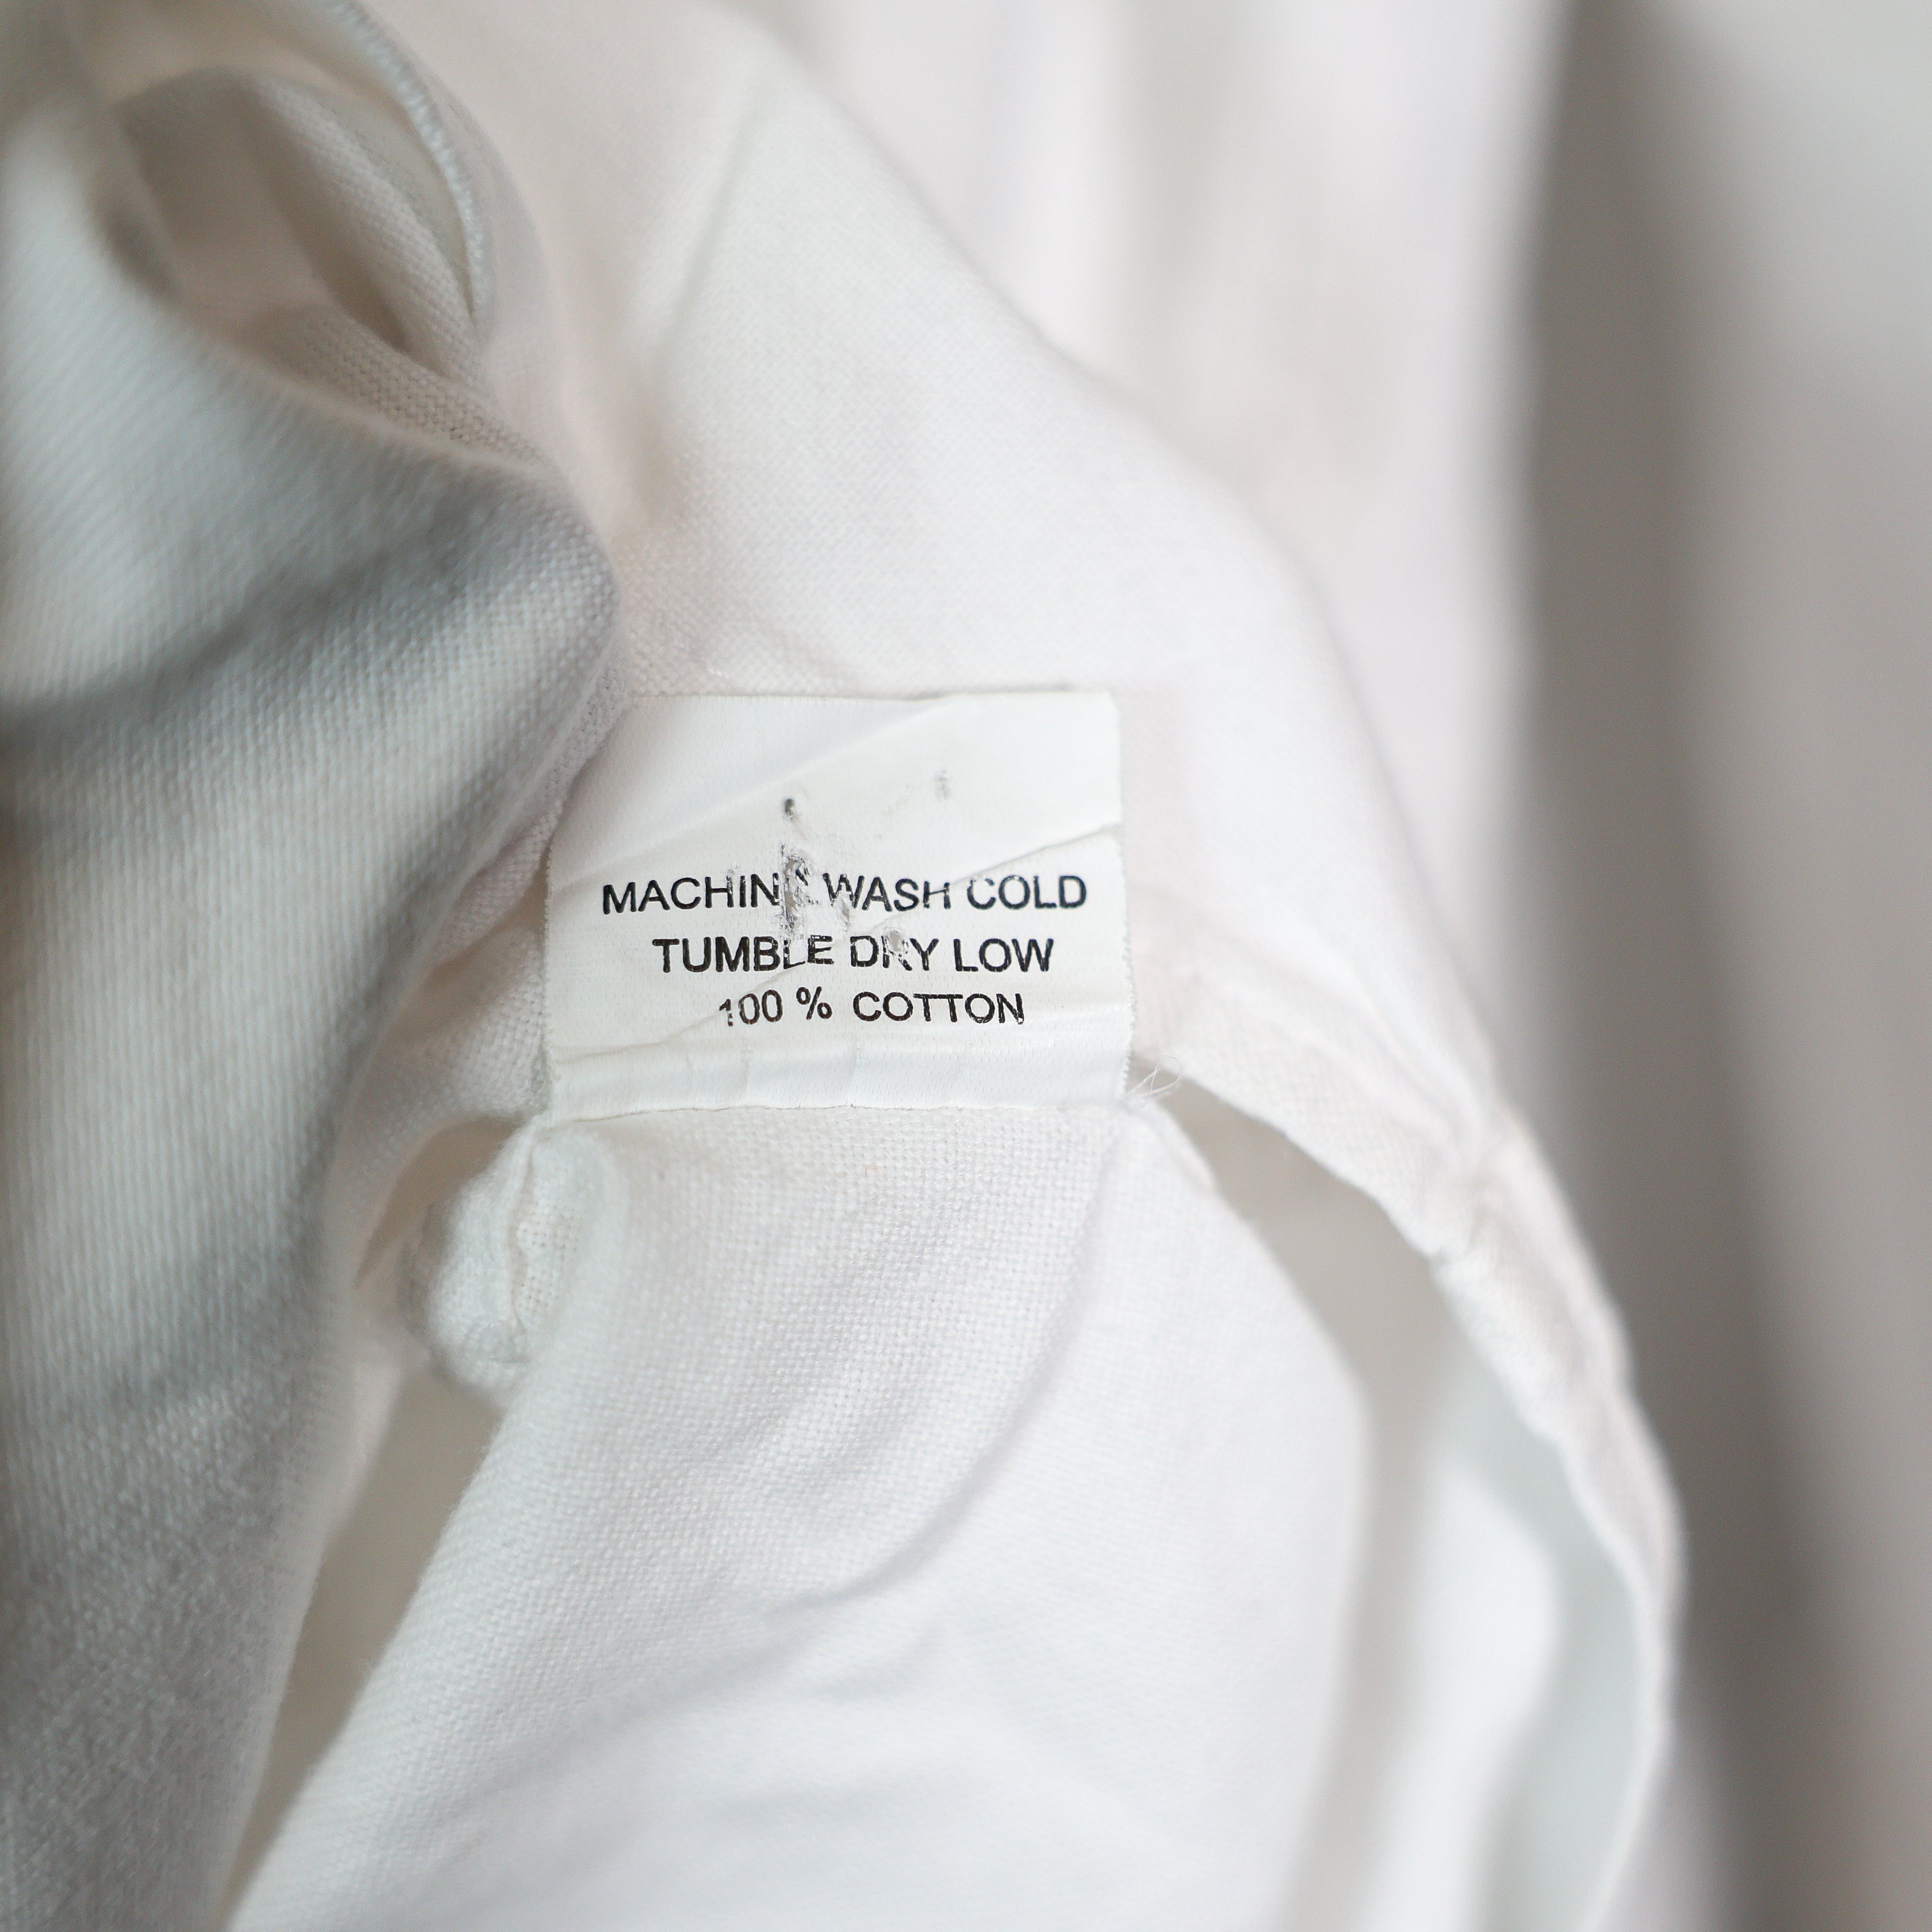 MACHINE WASH COLD
TUMBLE DRY LOW
100 % COTTON